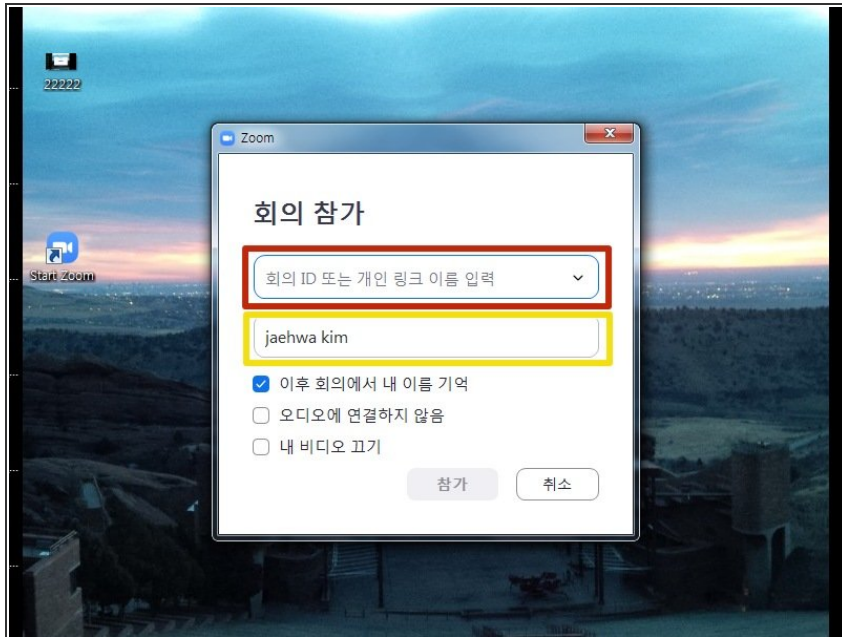 22222
Start Zoom
Zoom
회의 참가
회의 ID 또는 개인 링크 이름 입력
jaehwa kim
이후 회의에서 내 이름 기억
오디오에 연결하지 않음
내 비디오 끄기
참가
취소